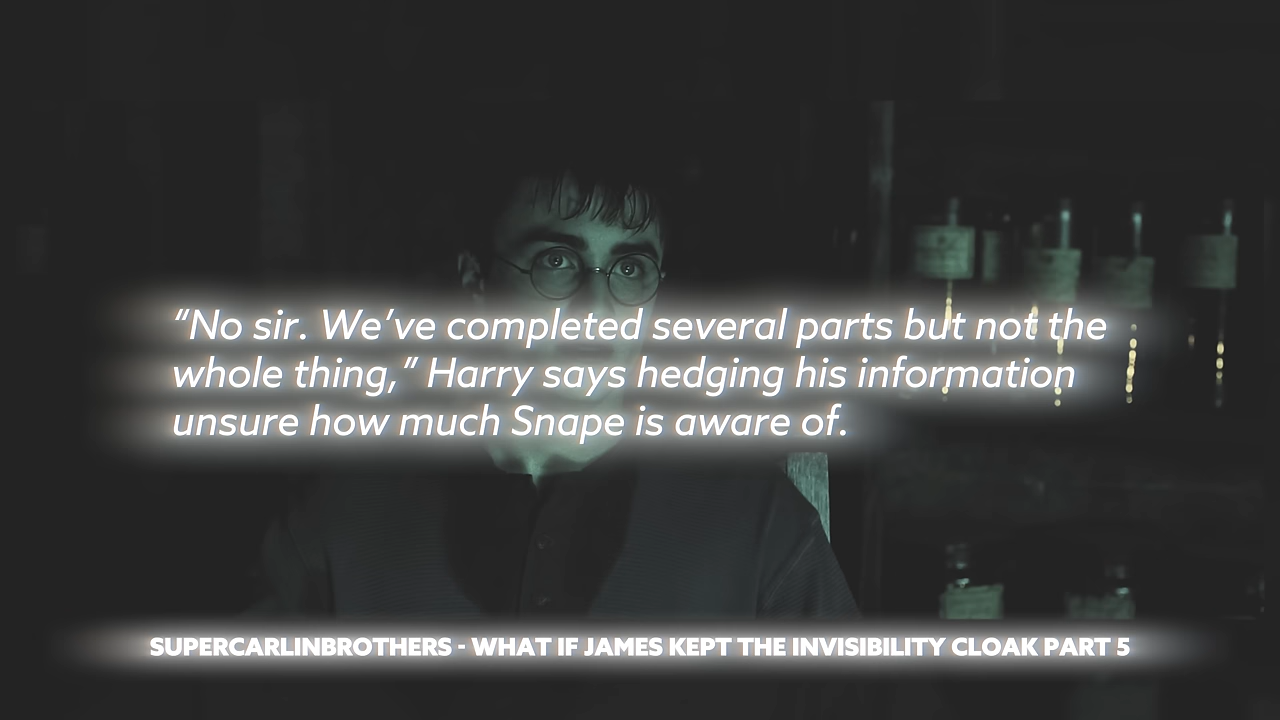 “No sir. We’ve completed several parts but not the
whole thing,” Harry says hedging his information
unsure how much Snape is aware of.
SUPERCARLINBROTHERS - WHAT IF JAMES KEPT THE INVISIBILITY CLOAK PART 5